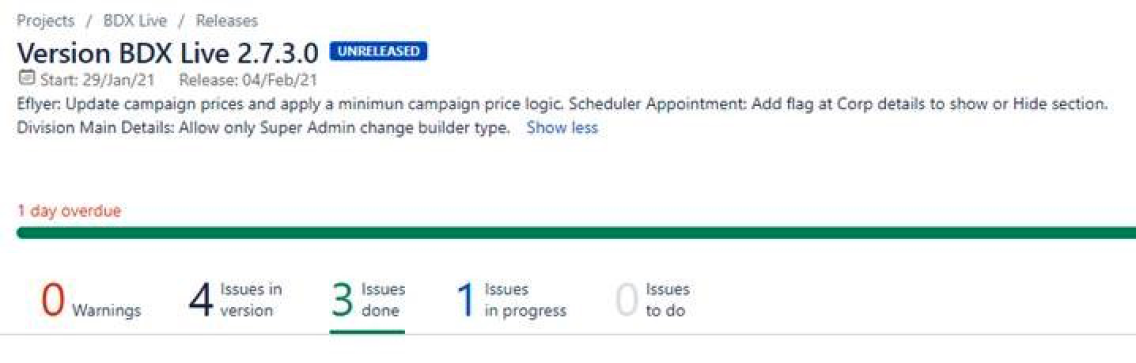 Projects / BDX Live / Releases
Version BDX Live 2.7.3.0 UNRELEASED
Start: 29/Jan/21 Release: 04/Feb/21
Eflyer: Update campaign prices and apply a minimun campaign price logic. Scheduler Appointment: Add flag at Corp details to show or Hide section.
Division Main Details: Allow only Super Admin change builder type. Show less
1 day overdue
0 Warnings 4 Issues in version 3 Issues done 1 Issues in progress 0 Issues to do